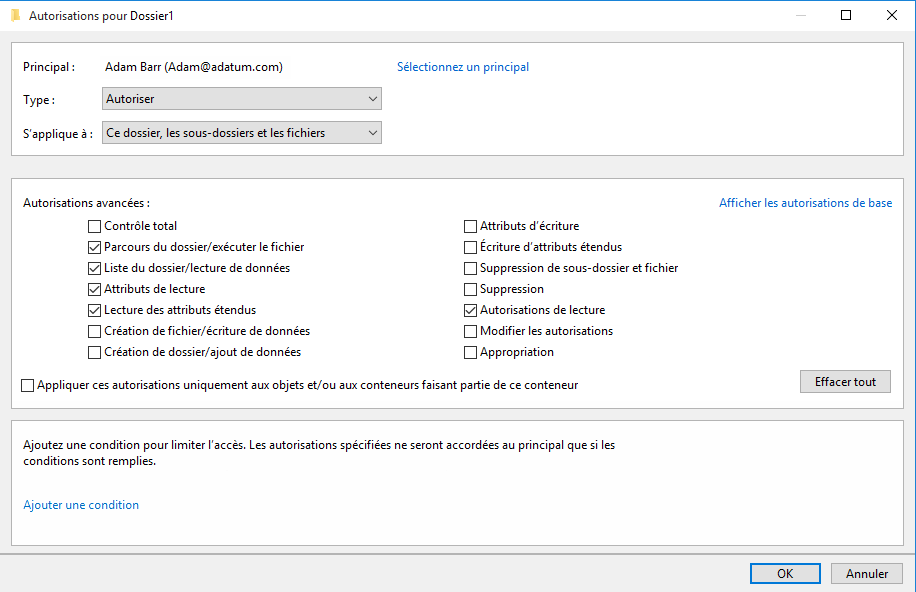 Autorisations pour Dossier1
Principal : Adam Barr (Adam@adatum.com) Sélectionnez un principal
Type : Autoriser
S'applique à : Ce dossier, les sous-dossiers et les fichiers
Autorisations avancées : Afficher les autorisations de base
Contrôle total
Parcours du dossier/exécuter le fichier
Liste du dossier/lecture de données
Attributs de lecture
Lecture des attributs étendus
Création de fichier/écriture de données
Création de dossier/ajout de données
Attributs d'écriture
Écriture d'attributs étendus
Suppression de sous-dossier et fichier
Suppression
Autorisations de lecture
Modifier les autorisations
Appropriation
Appliquer ces autorisations uniquement aux objets et/ou aux conteneurs faisant partie de ce conteneur
Effacer tout
Ajoutez une condition pour limiter l'accès. Les autorisations spécifiées ne seront accordées au principal que si les
conditions sont remplies.
Ajouter une condition
OK Annuler